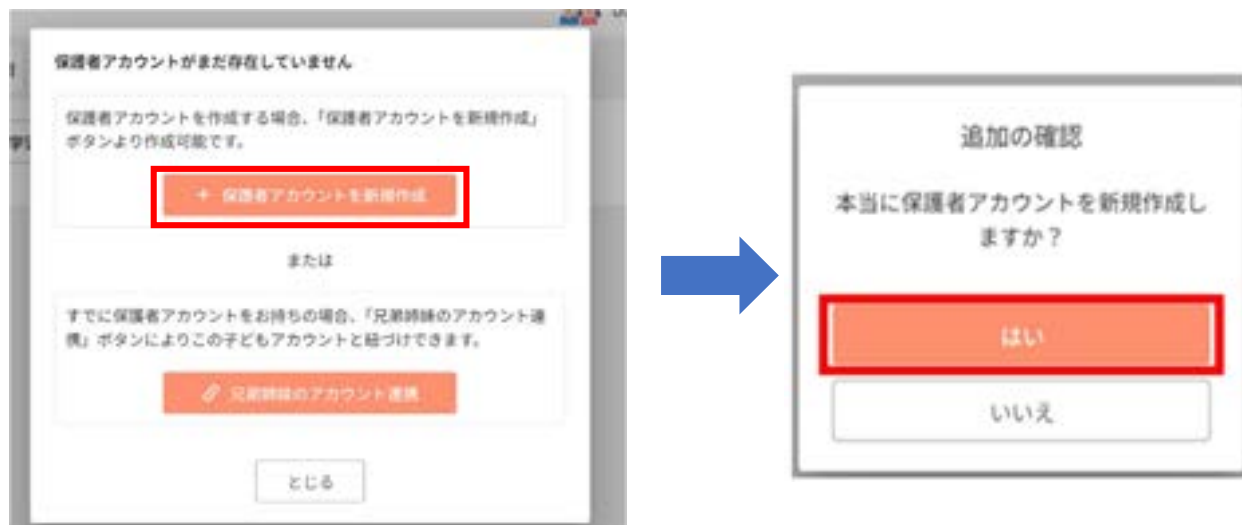 保護者アカウントがまだ存在していません
保護者アカウントを作成する場合、「保護者アカウントを新規作成」
ボタンより作成可能です。
+ 保護者アカウントを新規作成
または
すでに保護者アカウントをお持ちの場合、「兄弟姉妹のアカウント連
携」ボタンによりこの子どもアカウントと紐づけできます。
兄弟姉妹のアカウント連携
とじる
追加の確認
本当に保護者アカウントを新規作成し
ますか？
はい
いいえ